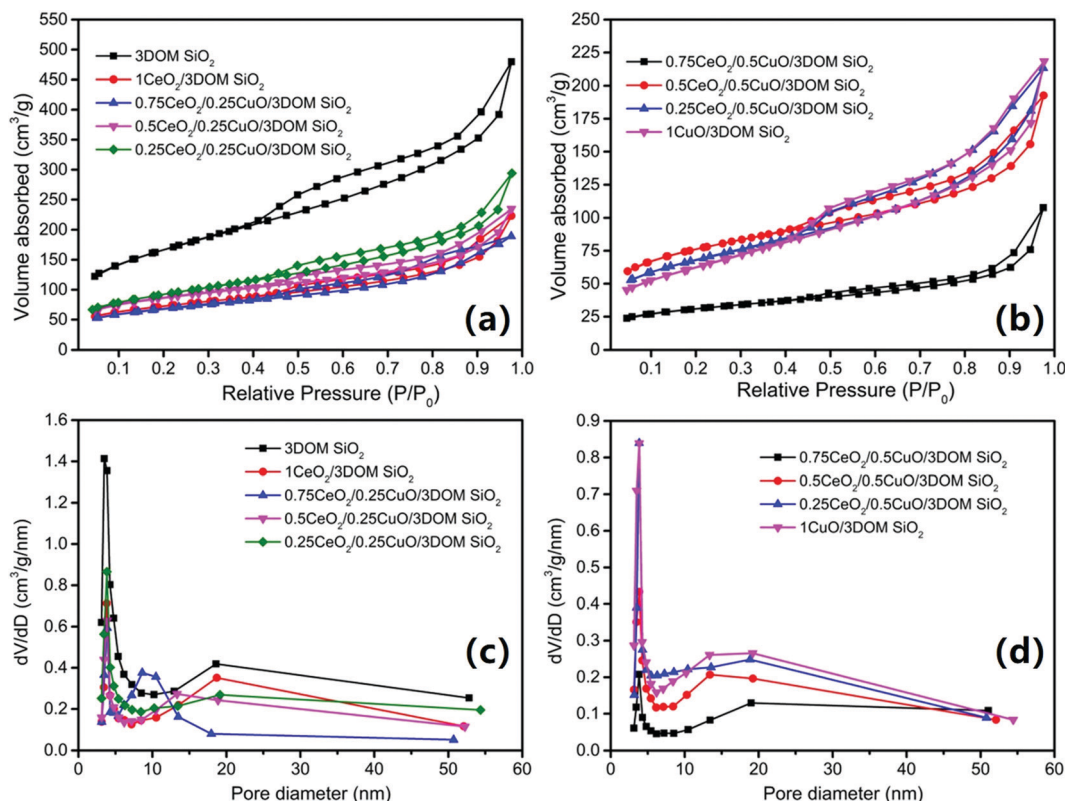 550
500
450
400
350
300
250
200
150
100
50
0
Volume absorbed (cm³/g)
3DOM SiO₂
1CeO₂/3DOM SiO₂
0.75CeO₂/0.25CuO/3DOM SiO₂
0.5CeO₂/0.25CuO/3DOM SiO₂
0.25CeO₂/0.25CuO/3DOM SiO₂
(a)
0.1 0.2 0.3 0.4 0.5 0.6 0.7 0.8 0.9 1.0
Relative Pressure (P/P₀)
250
225
200
175
150
125
100
75
50
25
0
Volume absorbed (cm³/g)
0.75CeO₂/0.5CuO/3DOM SiO₂
0.5CeO₂/0.5CuO/3DOM SiO₂
0.25CeO₂/0.5CuO/3DOM SiO₂
1CuO/3DOM SiO₂
(b)
0.1 0.2 0.3 0.4 0.5 0.6 0.7 0.8 0.9 1.0
Relative Pressure (P/P₀)
1.6
1.4
1.2
1.0
0.8
0.6
0.4
0.2
0.0
dV/dD (cm³/g/nm)
3DOM SiO₂
1CeO₂/3DOM SiO₂
0.75CeO₂/0.25CuO/3DOM SiO₂
0.5CeO₂/0.25CuO/3DOM SiO₂
0.25CeO₂/0.25CuO/3DOM SiO₂
(c)
0 10 20 30 40 50 60
Pore diameter (nm)
0.9
0.8
0.7
0.6
0.5
0.4
0.3
0.2
0.1
0.0
dV/dD (cm³/g/nm)
0.75CeO₂/0.5CuO/3DOM SiO₂
0.5CeO₂/0.5CuO/3DOM SiO₂
0.25CeO₂/0.5CuO/3DOM SiO₂
1CuO/3DOM SiO₂
(d)
0 10 20 30 40 50 60
Pore diameter (nm)